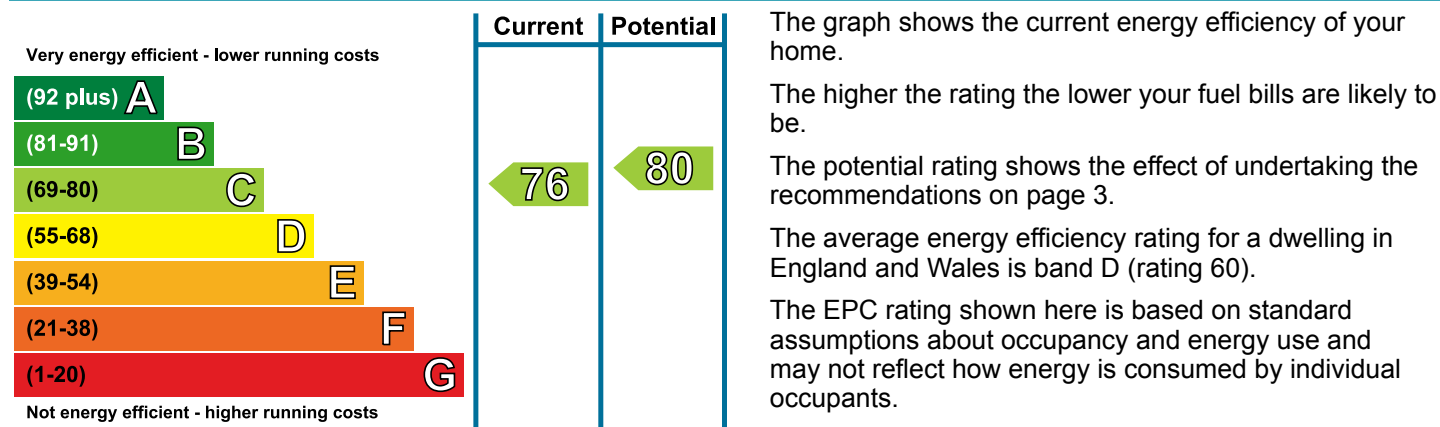 Current Potential
Very energy efficient - lower running costs
(92 plus) A
(81-91) B
(69-80) C
(55-68) D
(39-54) E
(21-38) F
(1-20) G
Not energy efficient - higher running costs
76
80
The graph shows the current energy efficiency of your
home.
The higher the rating the lower your fuel bills are likely to
be.
The potential rating shows the effect of undertaking the
recommendations on page 3.
The average energy efficiency rating for a dwelling in
England and Wales is band D (rating 60).
The EPC rating shown here is based on standard
assumptions about occupancy and energy use and
may not reflect how energy is consumed by individual
occupants.